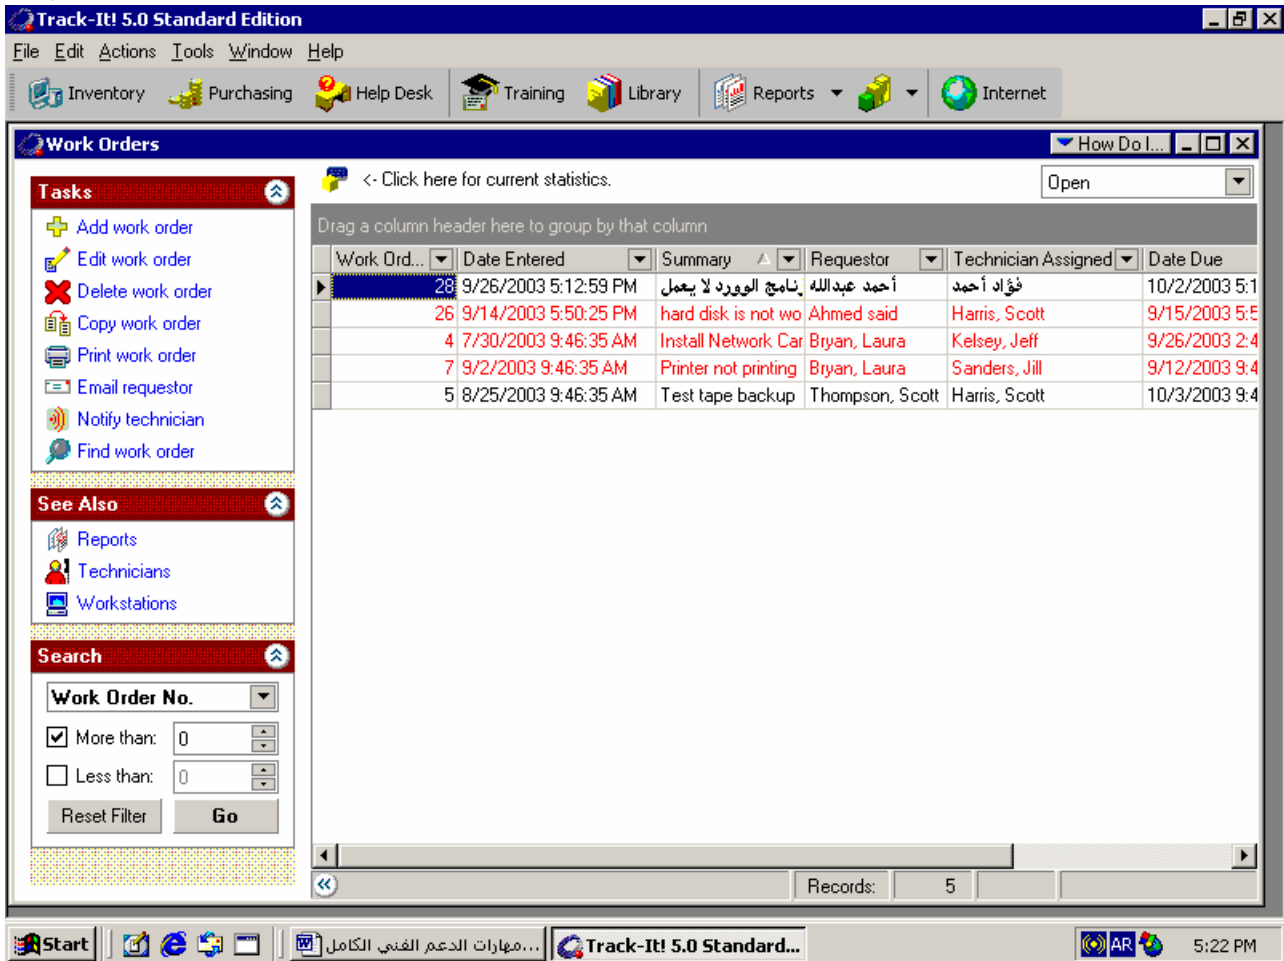 Track-It! 5.0 Standard Edition
File Edit Actions Tools Window Help
Inventory Purchasing Help Desk Training Library Reports Internet
Work Orders How Do I...
Tasks
Add work order
Edit work order
Delete work order
Copy work order
Print work order
Email requestor
Notify technician
Find work order
See Also
Reports
Technicians
Workstations
Search
Work Order No.
More than: 0
Less than: 0
Reset Filter Go
<- Click here for current statistics. Open
Drag a column header here to group by that column
Work Ord... Date Entered Summary Requestor Technician Assigned Date Due
28 9/26/2003 5:12:59 PM رنامج الوورد لا يعمل أحمد عبدالله فؤاد أحمد 10/2/2003 5:1
26 9/14/2003 5:50:25 PM hard disk is not wo Ahmed said Harris, Scott 9/15/2003 5:5
4 7/30/2003 9:46:35 AM Install Network Car Bryan, Laura Kelsey, Jeff 9/26/2003 2:4
7 9/2/2003 9:46:35 AM Printer not printing Bryan, Laura Sanders, Jill 9/12/2003 9:4
5 8/25/2003 9:46:35 AM Test tape backup Thompson, Scott Harris, Scott 10/3/2003 9:4
Records: 5
Start مهارات الدعم الفني الكامل... Track-It! 5.0 Standard... AR 5:22 PM